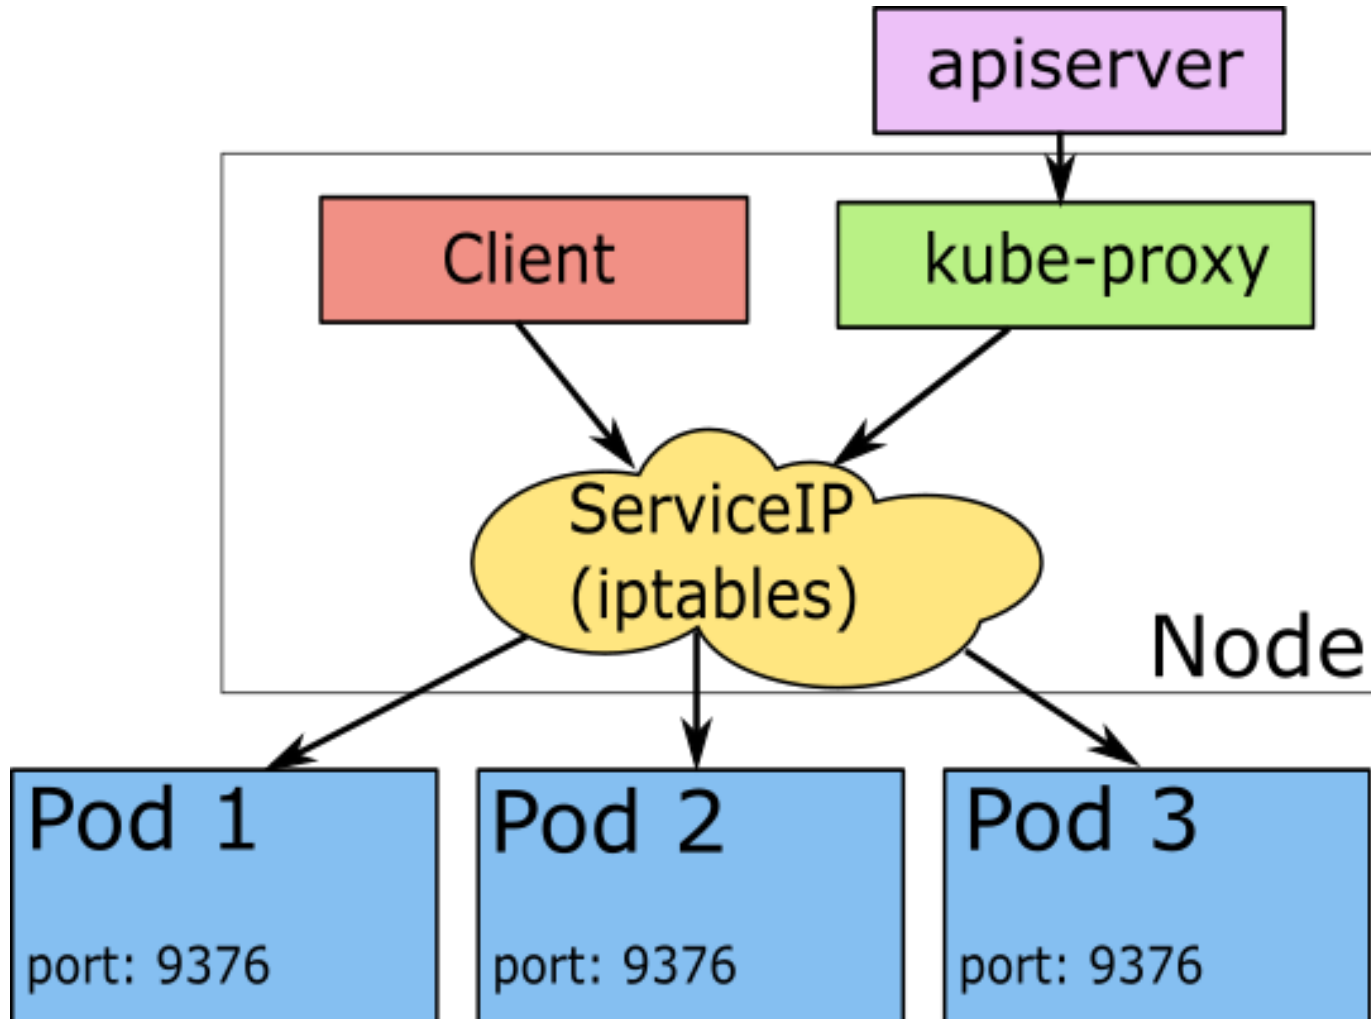 apiserver
Client
kube-proxy
ServiceIP
(iptables)
Node
Pod 1
Pod 2
Pod 3
port: 9376
port: 9376
port: 9376